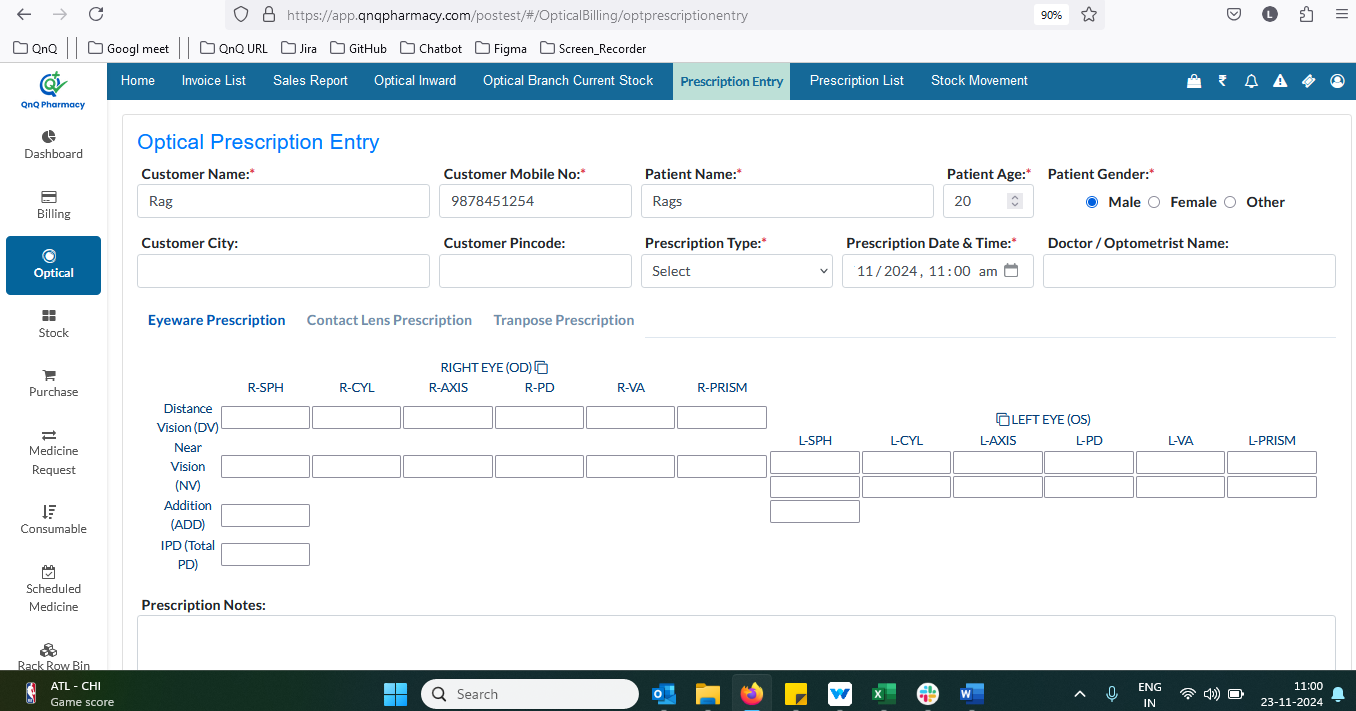 https://app.qnqpharmacy.com/postest/#/OpticalBilling/optprescriptionentry 90% L
QnQ Googl meet QnQ URL Jira GitHub Chatbot Figma Screen_Recorder
QnQ Pharmacy
Home Invoice List Sales Report Optical Inward Optical Branch Current Stock Prescription Entry Prescription List Stock Movement
Dashboard
Billing
Optical
Stock
Purchase
Medicine
Request
Consumable
Scheduled
Medicine
Rack Row Bin
Optical Prescription Entry
Customer Name:* Customer Mobile No:* Patient Name:* Patient Age:* Patient Gender:*
Rag 9878451254 Rags 20 Male Female Other
Customer City: Customer Pincode: Prescription Type:* Prescription Date & Time:* Doctor / Optometrist Name:
Select 11/2024, 11:00 am
Eyeware Prescription Contact Lens Prescription Tranpose Prescription
RIGHT EYE (OD)
R-SPH R-CYL R-AXIS R-PD R-VA R-PRISM
Distance
Vision (DV)
Near
Vision
(NV)
Addition
(ADD)
IPD (Total
PD)
LEFT EYE (OS)
L-SPH L-CYL L-AXIS L-PD L-VA L-PRISM
Prescription Notes:
ATL - CHI
Game score
Search
ENG
IN
11:00
23-11-2024